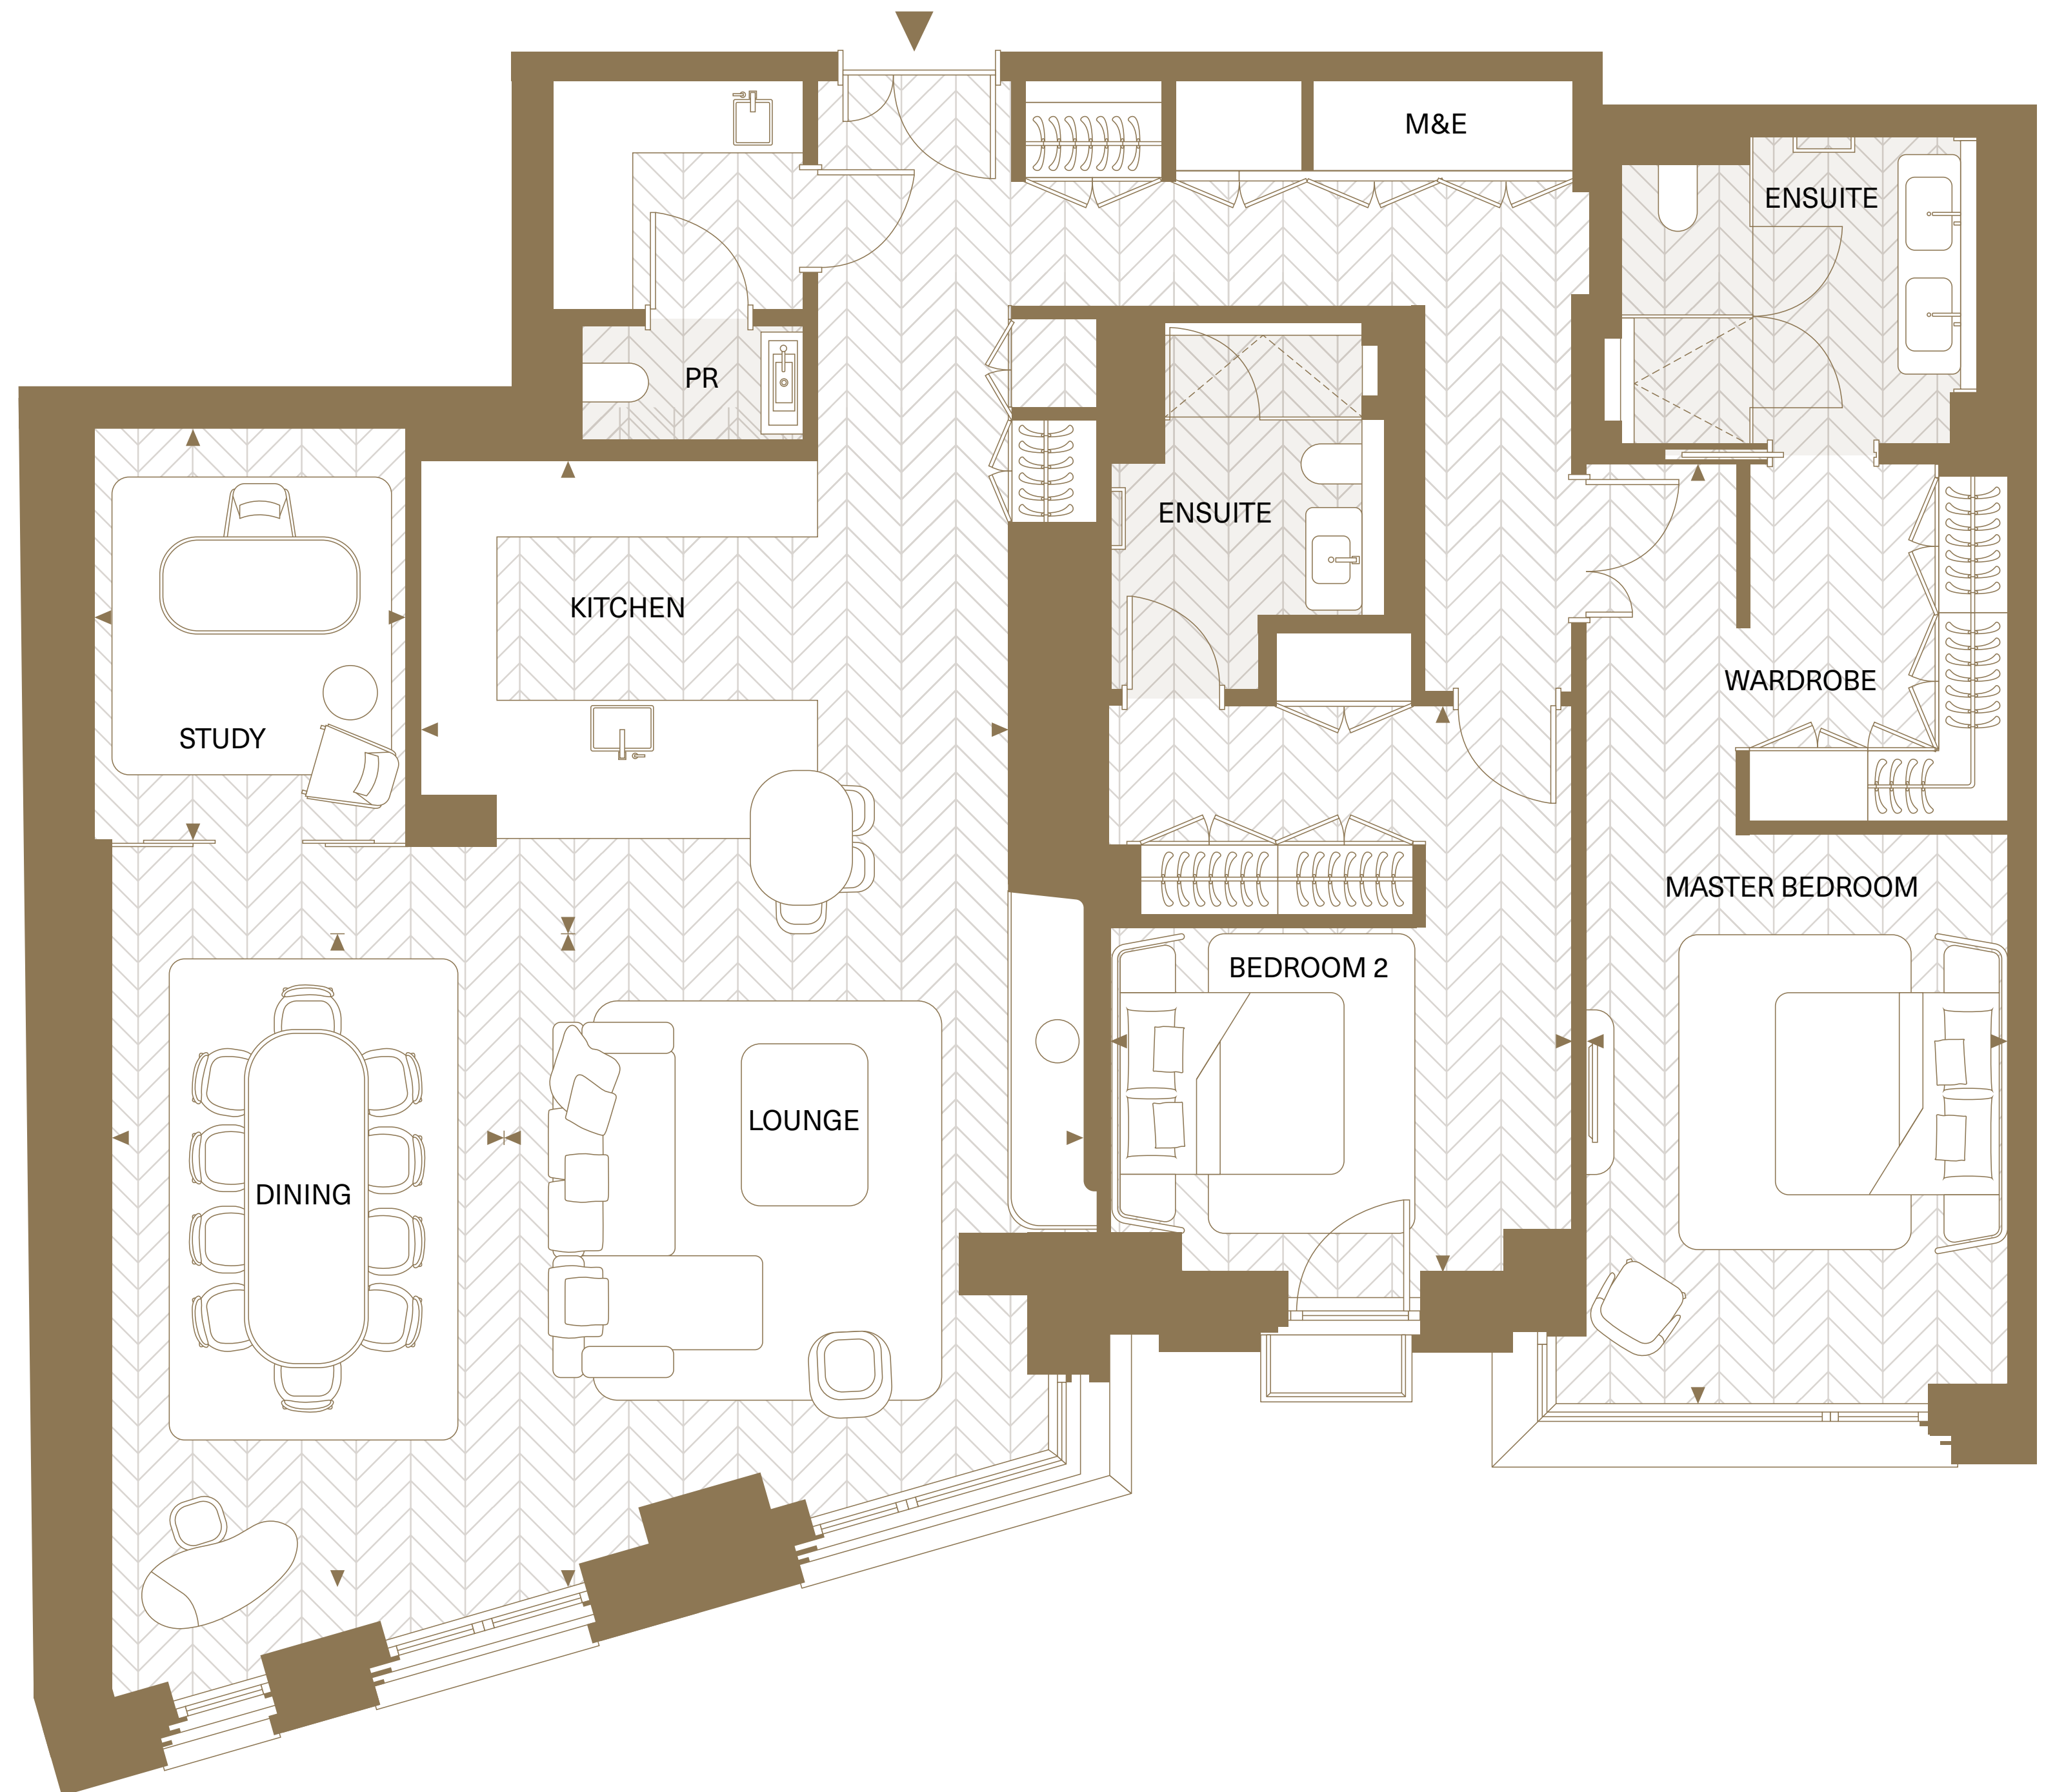 M&E
ENSUITE
PR
ENSUITE
KITCHEN
WARDROBE
STUDY
MASTER BEDROOM
BEDROOM 2
LOUNGE
DINING